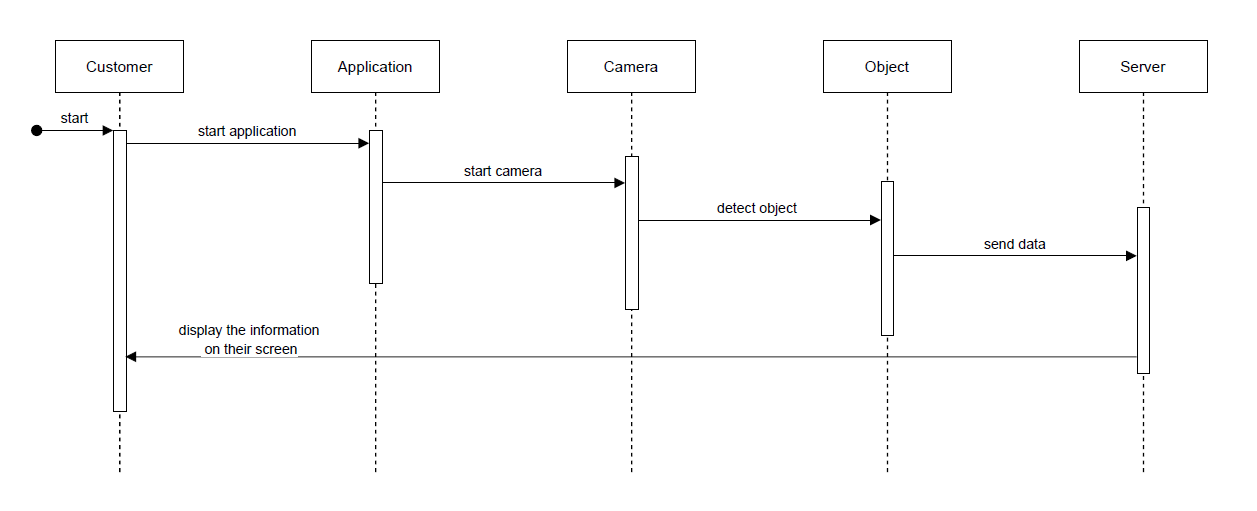 Customer
Application
Camera
Object
Server
start
start application
start camera
detect object
send data
display the information
on their screen